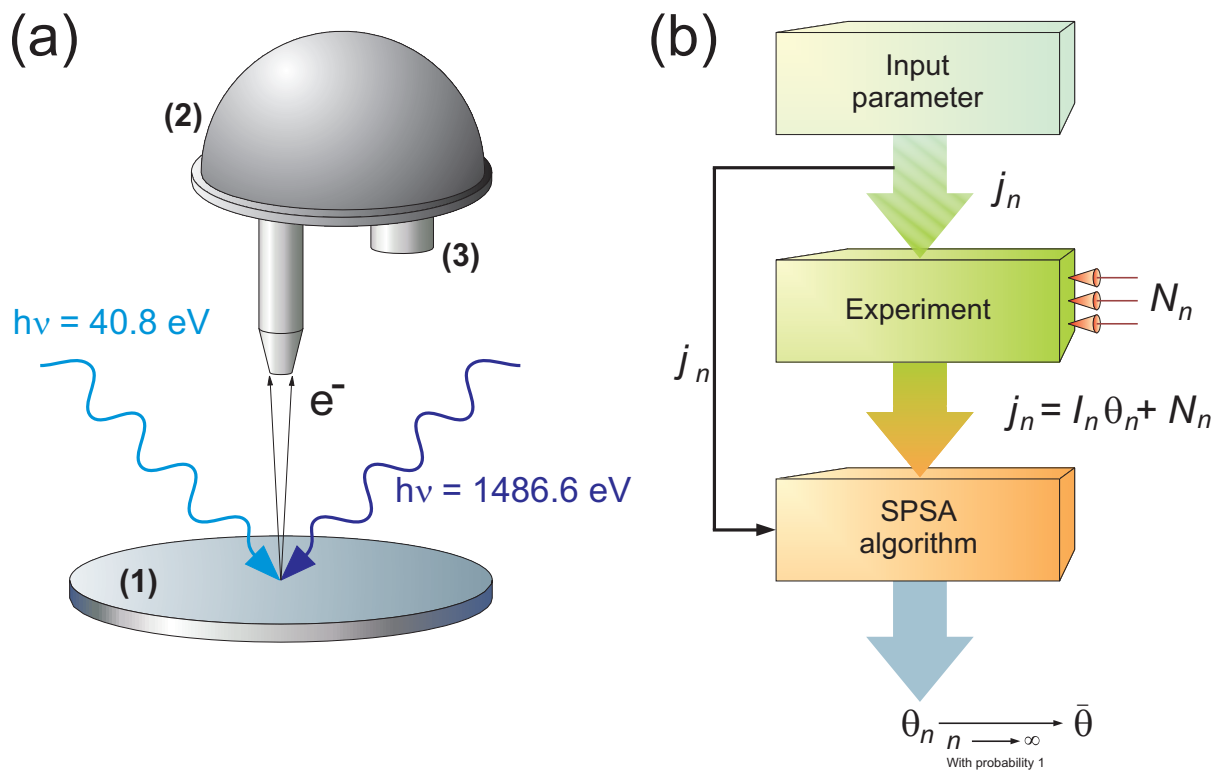 (a)
(2)
(3)
hν = 40.8 eV
e⁻
hν = 1486.6 eV
(1)
(b)
Input
parameter
jₙ
Experiment
Nₙ
jₙ
jₙ = Iₙθₙ + Nₙ
SPSA
algorithm
θₙ → θ̄
n → ∞
With probability 1